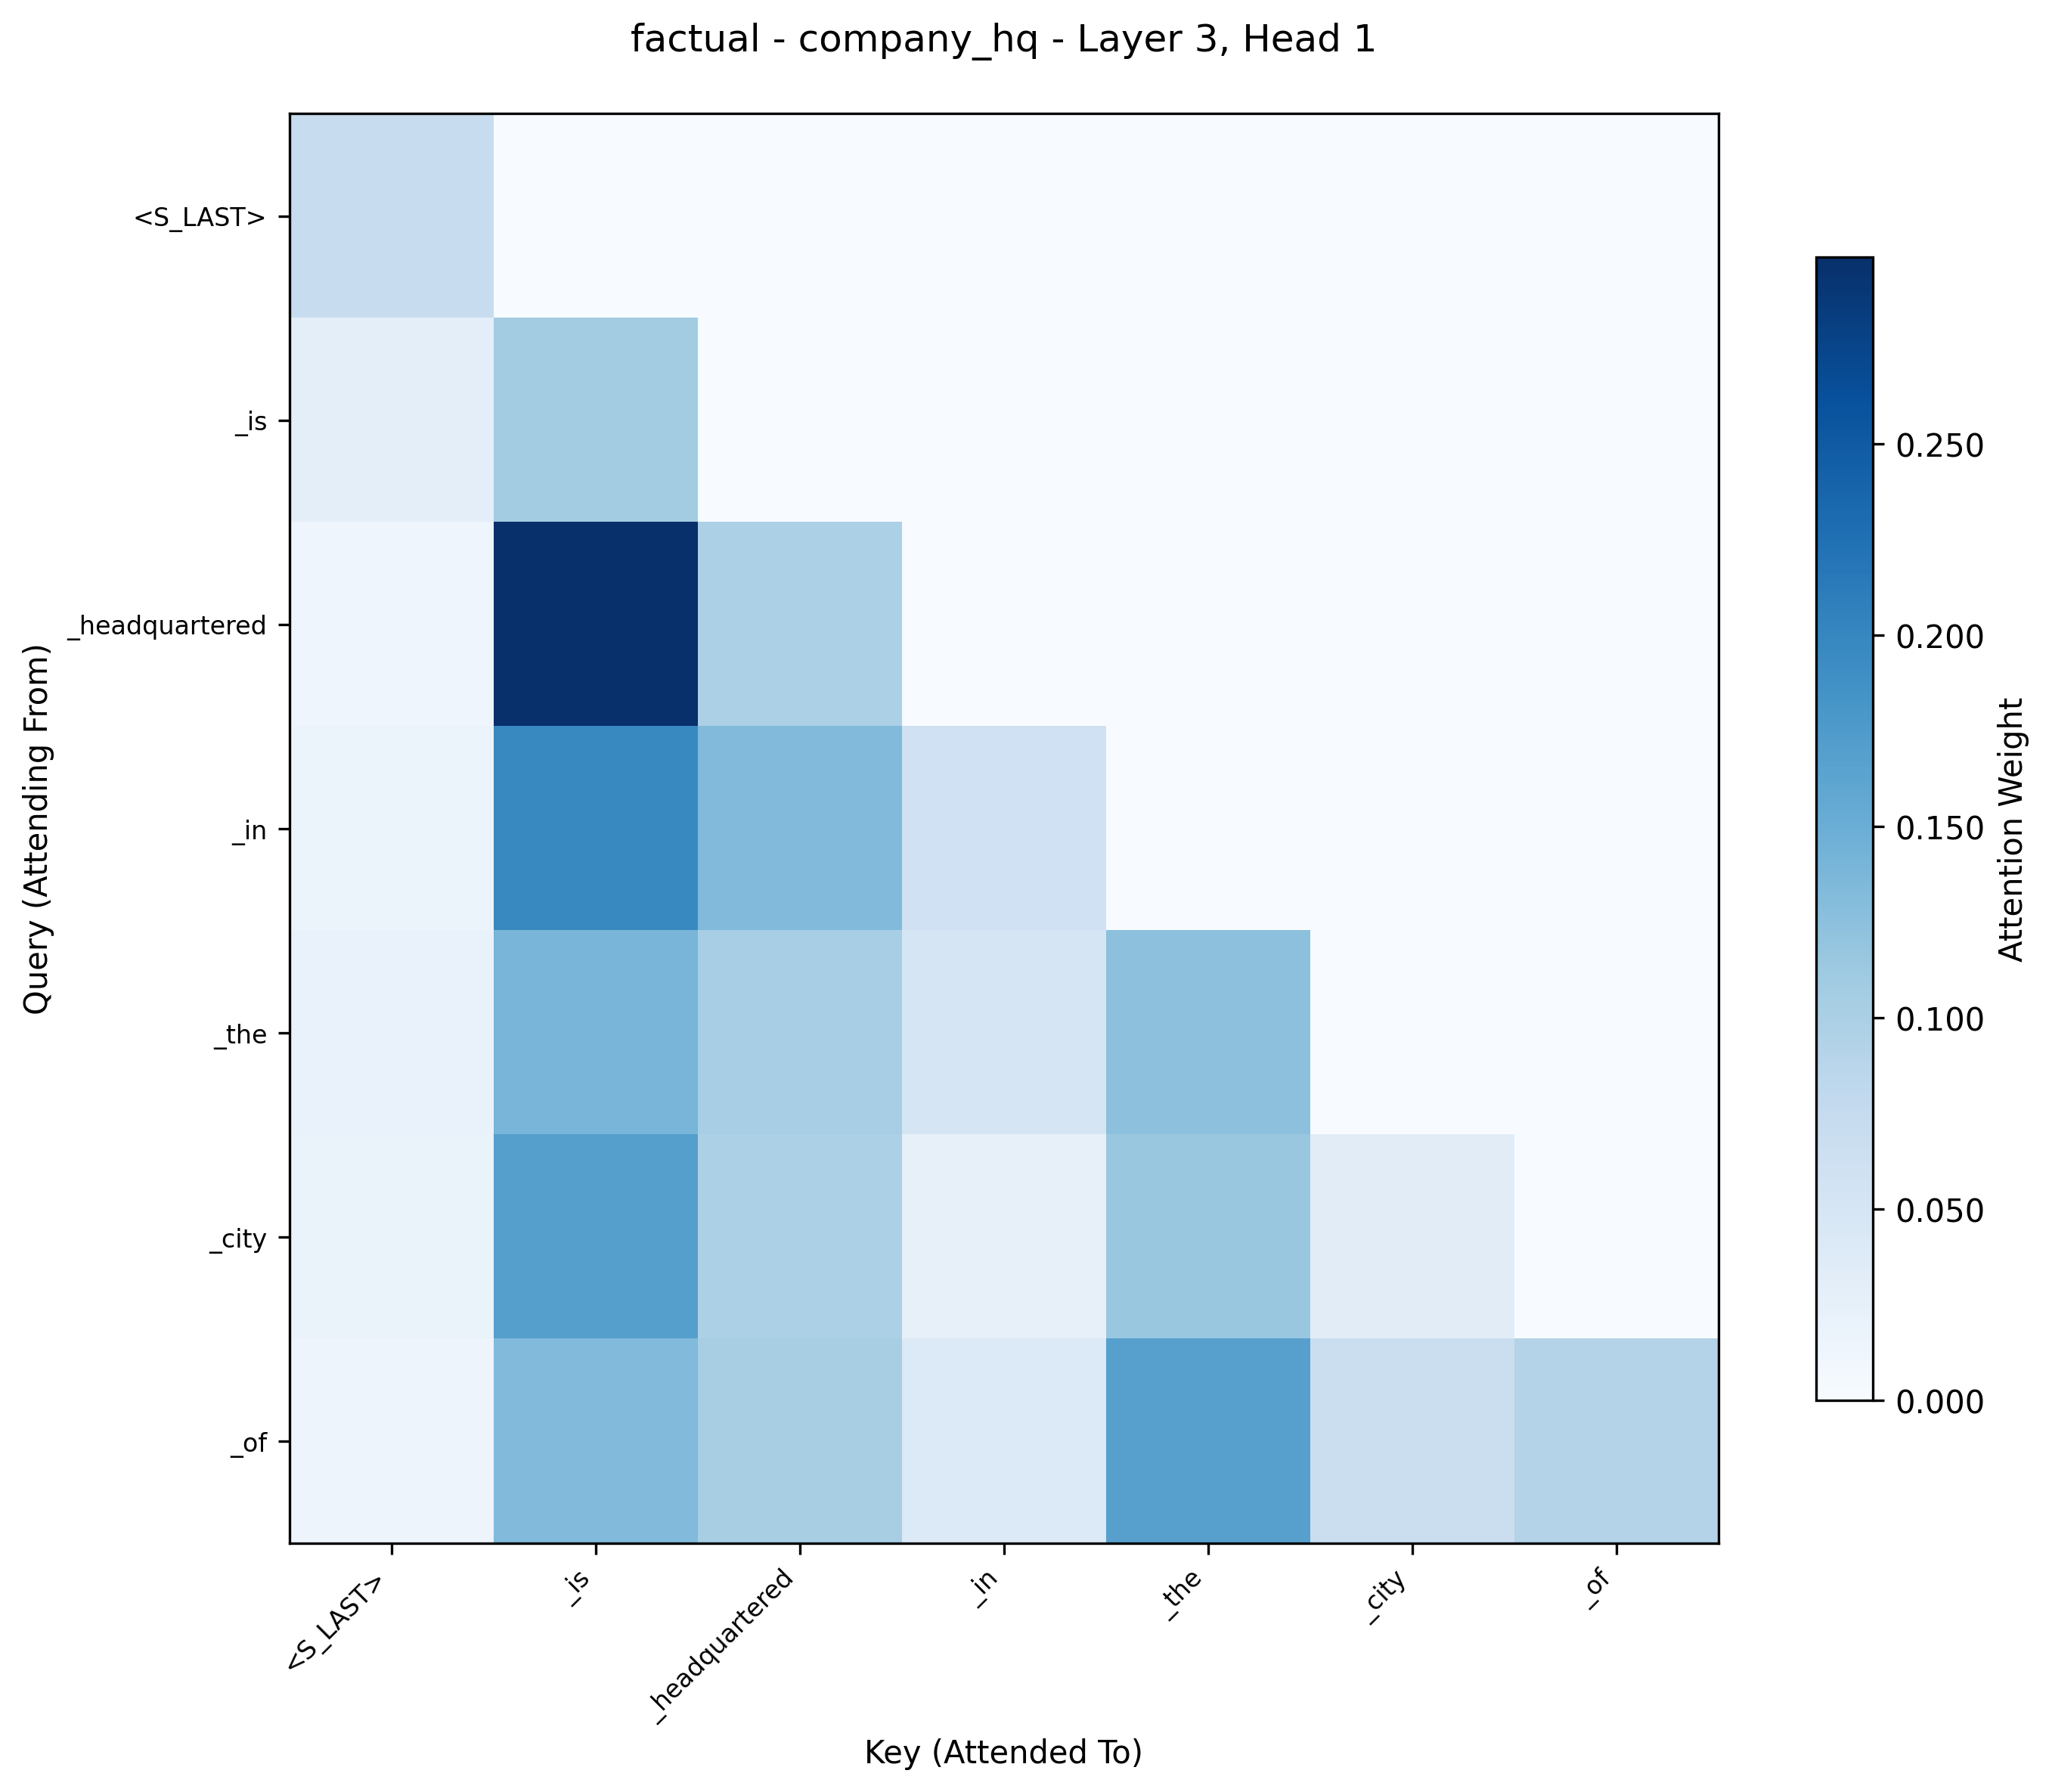 factual - company_hq - Layer 3, Head 1
Query (Attending From)
<S_LAST>
_is
_headquartered
_in
_the
_city
_of
<S_LAST>
_is
_headquartered
_in
_the
_city
_of
Key (Attended To)
0.250
0.200
0.150
0.100
0.050
0.000
Attention Weight